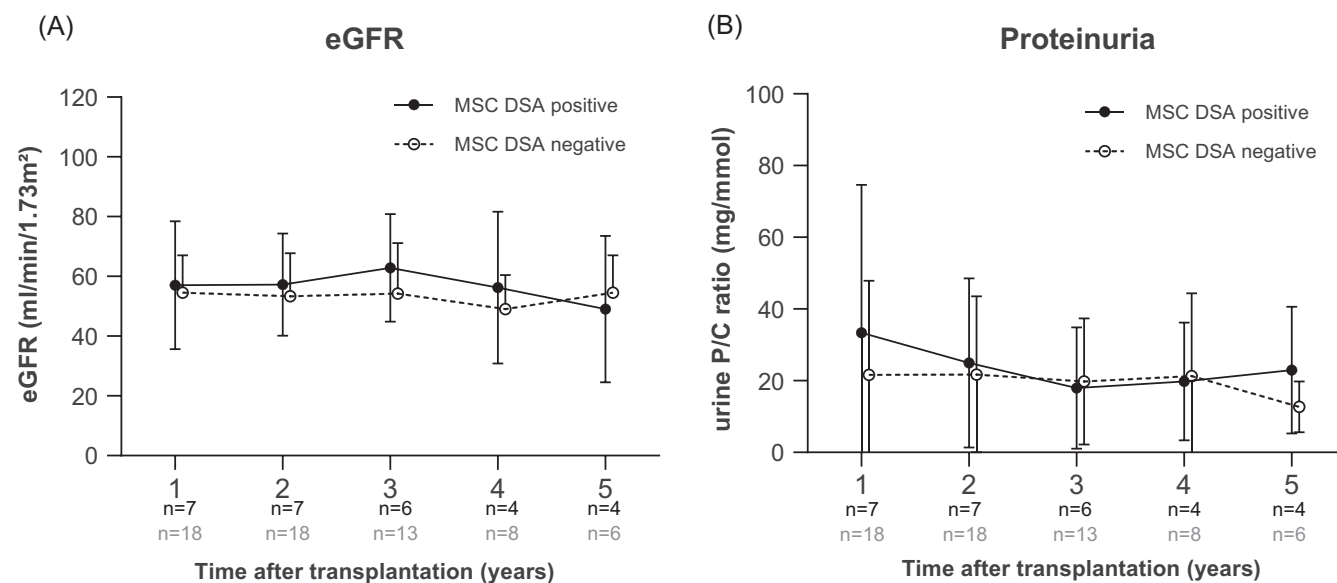 (A)
eGFR
MSC DSA positive
MSC DSA negative
eGFR (ml/min/1.73m²)
120
100
80
60
40
20
0
1 2 3 4 5
n=7 n=7 n=6 n=4 n=4
n=18 n=18 n=13 n=8 n=6
Time after transplantation (years)
(B)
Proteinuria
MSC DSA positive
MSC DSA negative
urine P/C ratio (mg/mmol)
100
80
60
40
20
0
1 2 3 4 5
n=7 n=7 n=6 n=4 n=4
n=18 n=18 n=13 n=8 n=6
Time after transplantation (years)